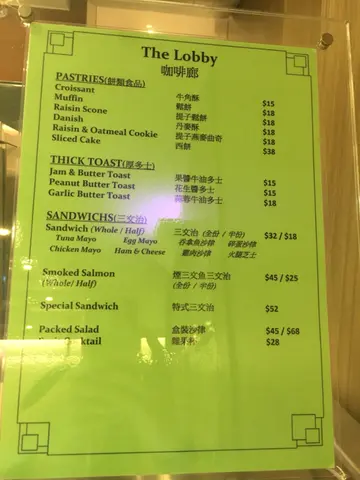 The Lobby
咖啡廊
PASTRIES(餅類食品)
Croissant 牛角酥 $15
Muffin 鬆餅 $18
Raisin Scone 提子鬆餅 $18
Danish 丹麥酥 $18
Raisin & Oatmeal Cookie 提子燕麥曲奇 $18
Sliced Cake 西餅 $38
THICK TOAST(厚多士)
Jam & Butter Toast 果醬牛油多士 $15
Peanut Butter Toast 花生醬多士 $15
Garlic Butter Toast 蒜蓉牛油多士 $18
SANDWICHS(三文治)
Sandwich (Whole / Half) 三文治 (全份 / 半份) $32 / $18
Tuna Mayo Egg Mayo 吞拿魚沙律 碎蛋沙律
Chicken Mayo Ham & Cheese 雞肉沙律 火腿芝士
Smoked Salmon 煙三文魚三文治 $45 / $25
(Whole/ Half) (全份 / 半份)
Special Sandwich 特式三文治 $52
Packed Salad 盒裝沙律 $45 / $68
$28